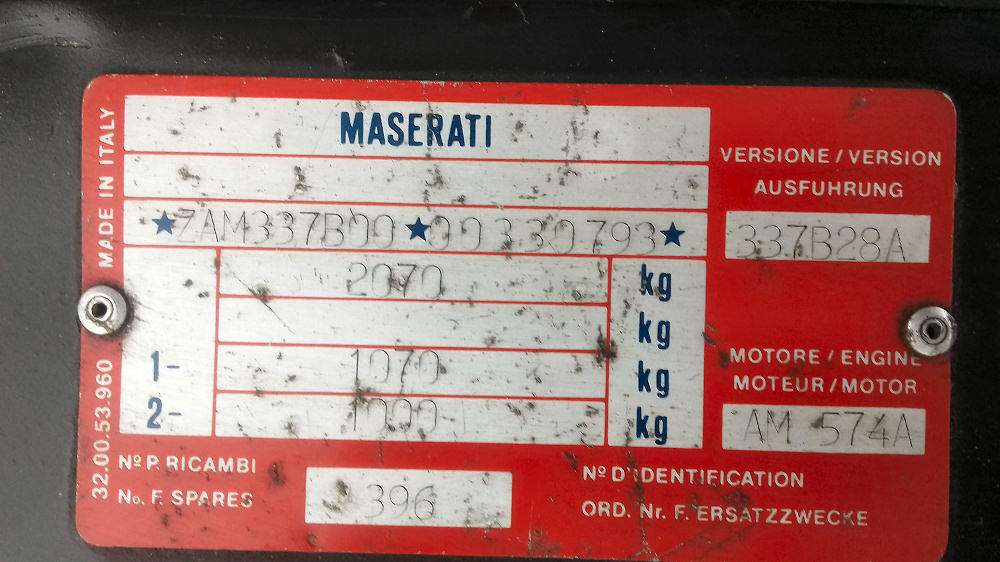 MADE IN ITALY
32.00.53.960
MASERATI
★ZAM337B00★00330793★
2070 kg
kg
1- 1070 kg
2- 1000 kg
VERSIONE / VERSION
AUSFUHRUNG
337B28A
MOTORE / ENGINE
MOTEUR / MOTOR
AM 574A
Nº P. RICAMBI
No. F. SPARES
396
Nº D'IDENTIFICATION
ORD. Nr. F. ERSATZZWECKE